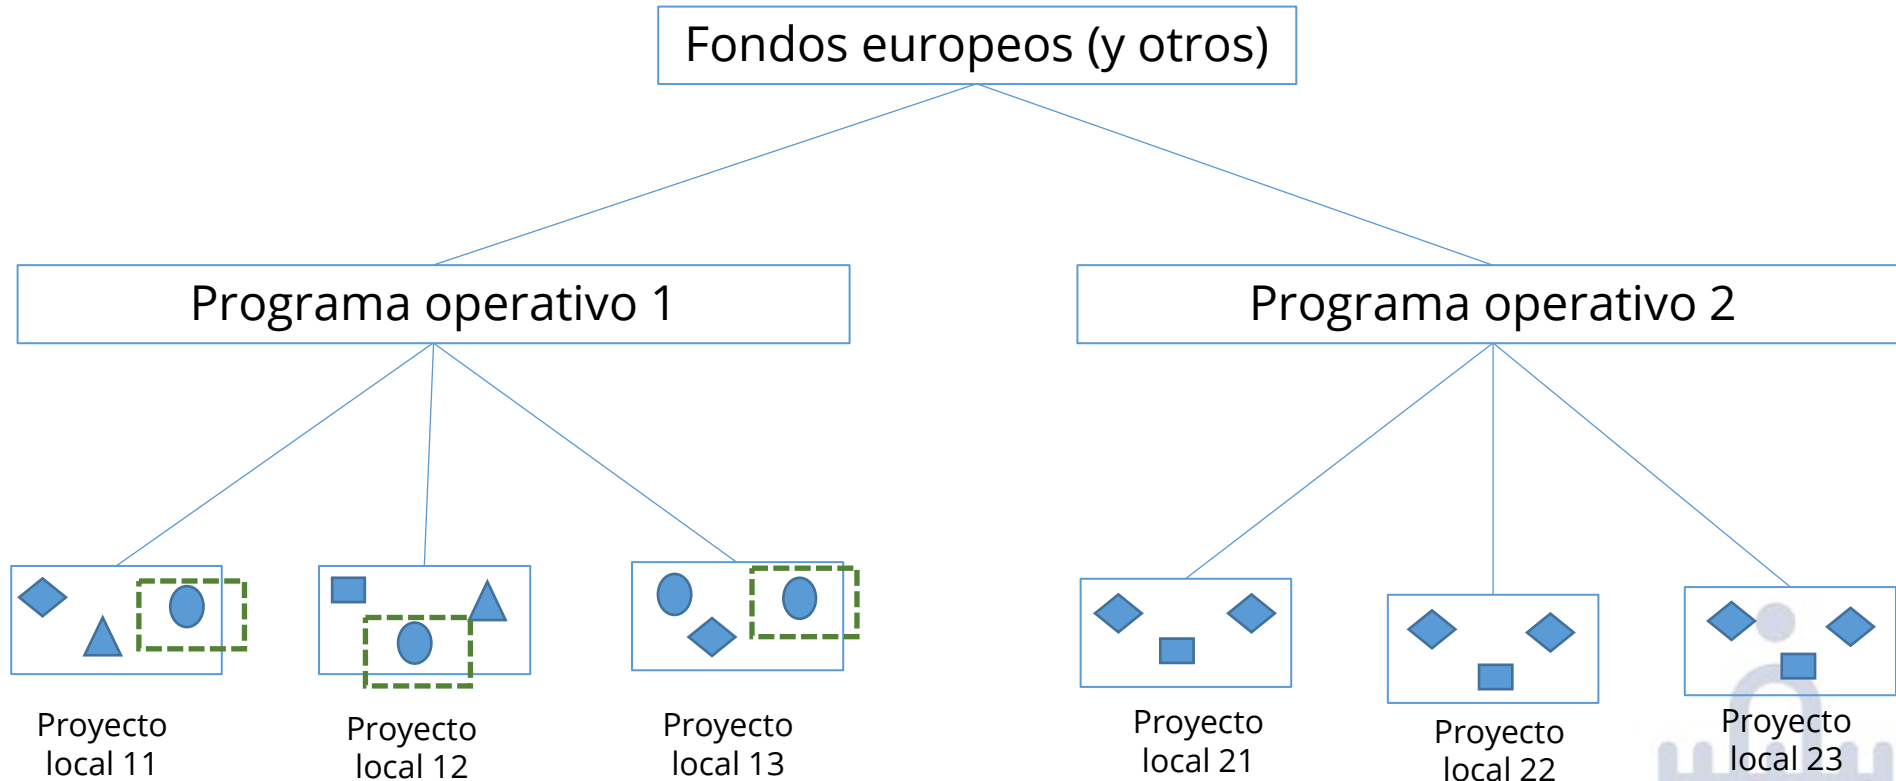 Fondos europeos (y otros)
Programa operativo 1
Programa operativo 2
Proyecto
local 11
Proyecto
local 12
Proyecto
local 13
Proyecto
local 21
Proyecto
local 22
Proyecto
local 23